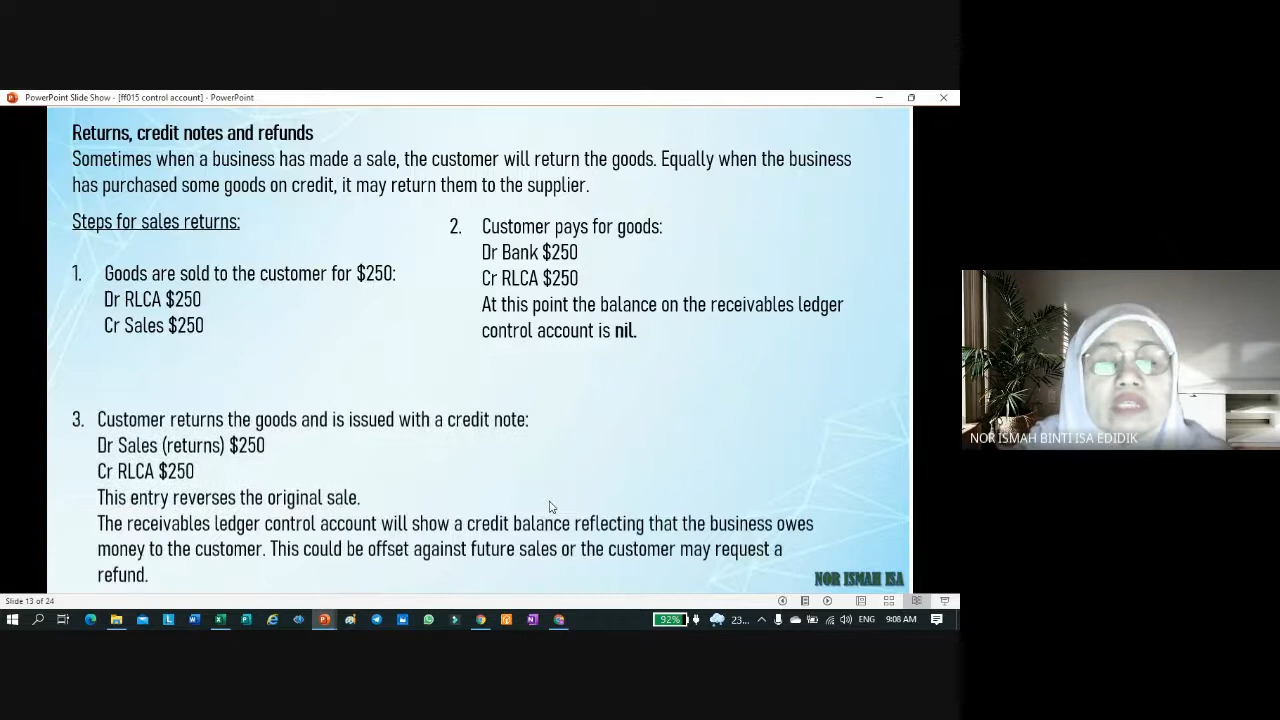 PowerPoint Slide Show - [ff015 control account] - PowerPoint
Returns, credit notes and refunds
Sometimes when a business has made a sale, the customer will return the goods. Equally when the business
has purchased some goods on credit, it may return them to the supplier.
Steps for sales returns:
1. Goods are sold to the customer for $250:
Dr RLCA $250
Cr Sales $250
2. Customer pays for goods:
Dr Bank $250
Cr RLCA $250
At this point the balance on the receivables ledger
control account is nil.
3. Customer returns the goods and is issued with a credit note:
Dr Sales (returns) $250
Cr RLCA $250
This entry reverses the original sale.
The receivables ledger control account will show a credit balance reflecting that the business owes
money to the customer. This could be offset against future sales or the customer may request a
refund.
NOR ISMAH ISA
NOR ISMAH BINTI ISA EDIDIK
Slide 13 of 24
92%
23...
ENG
9:08 AM